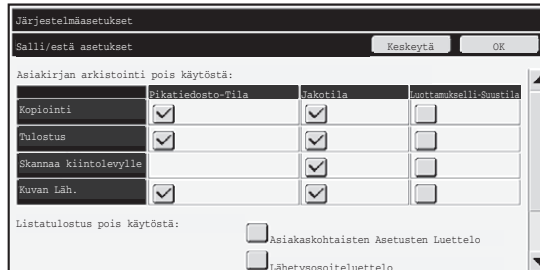 Järjestelmäasetukset
Salli/estä asetukset Keskeytä OK
Asiakirjan arkistointi pois käytöstä:
Pikatiedosto-Tila Jakotila Luottamukselli-Suustila
Kopiointi
Tulostus
Skannaa kiintolevylle
Kuvan Läh.
Listatulostus pois käytöstä:
Asiakaskohtaisten Asetusten Luettelo
Lähetysosoiteluettelo